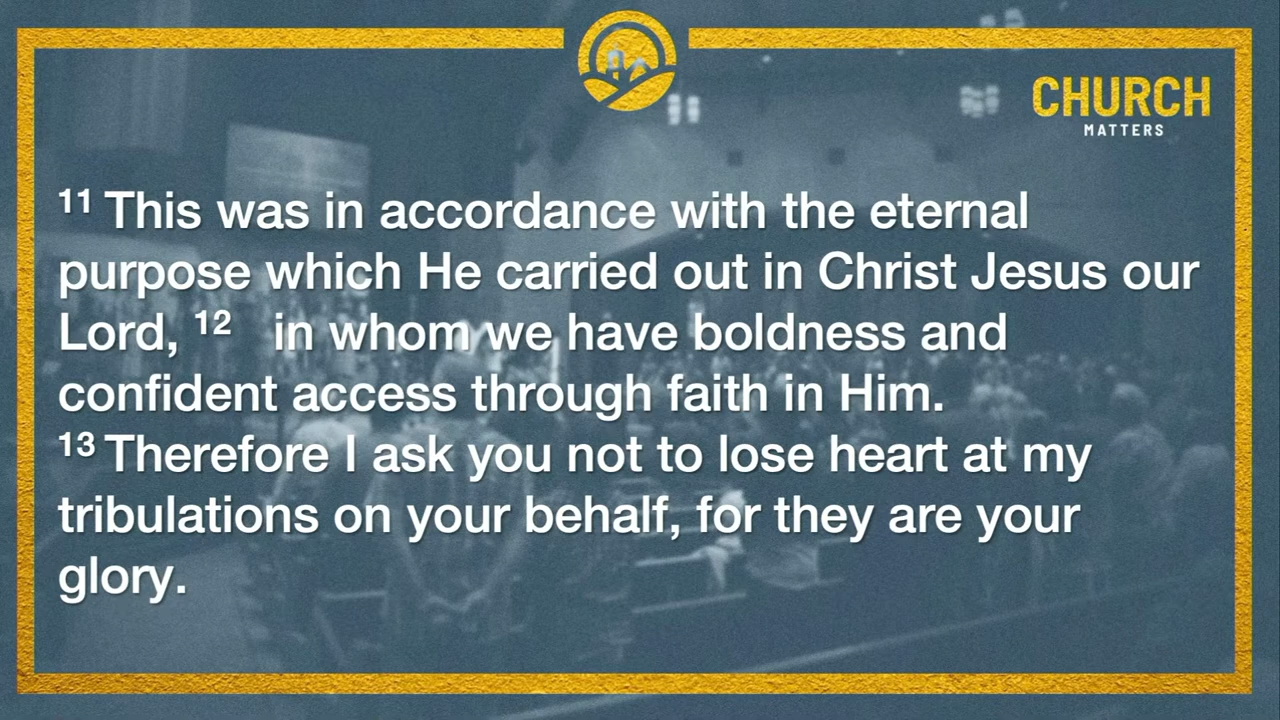 CHURCH
MATTERS
11 This was in accordance with the eternal
purpose which He carried out in Christ Jesus our
Lord, 12 in whom we have boldness and
confident access through faith in Him.
13 Therefore I ask you not to lose heart at my
tribulations on your behalf, for they are your
glory.